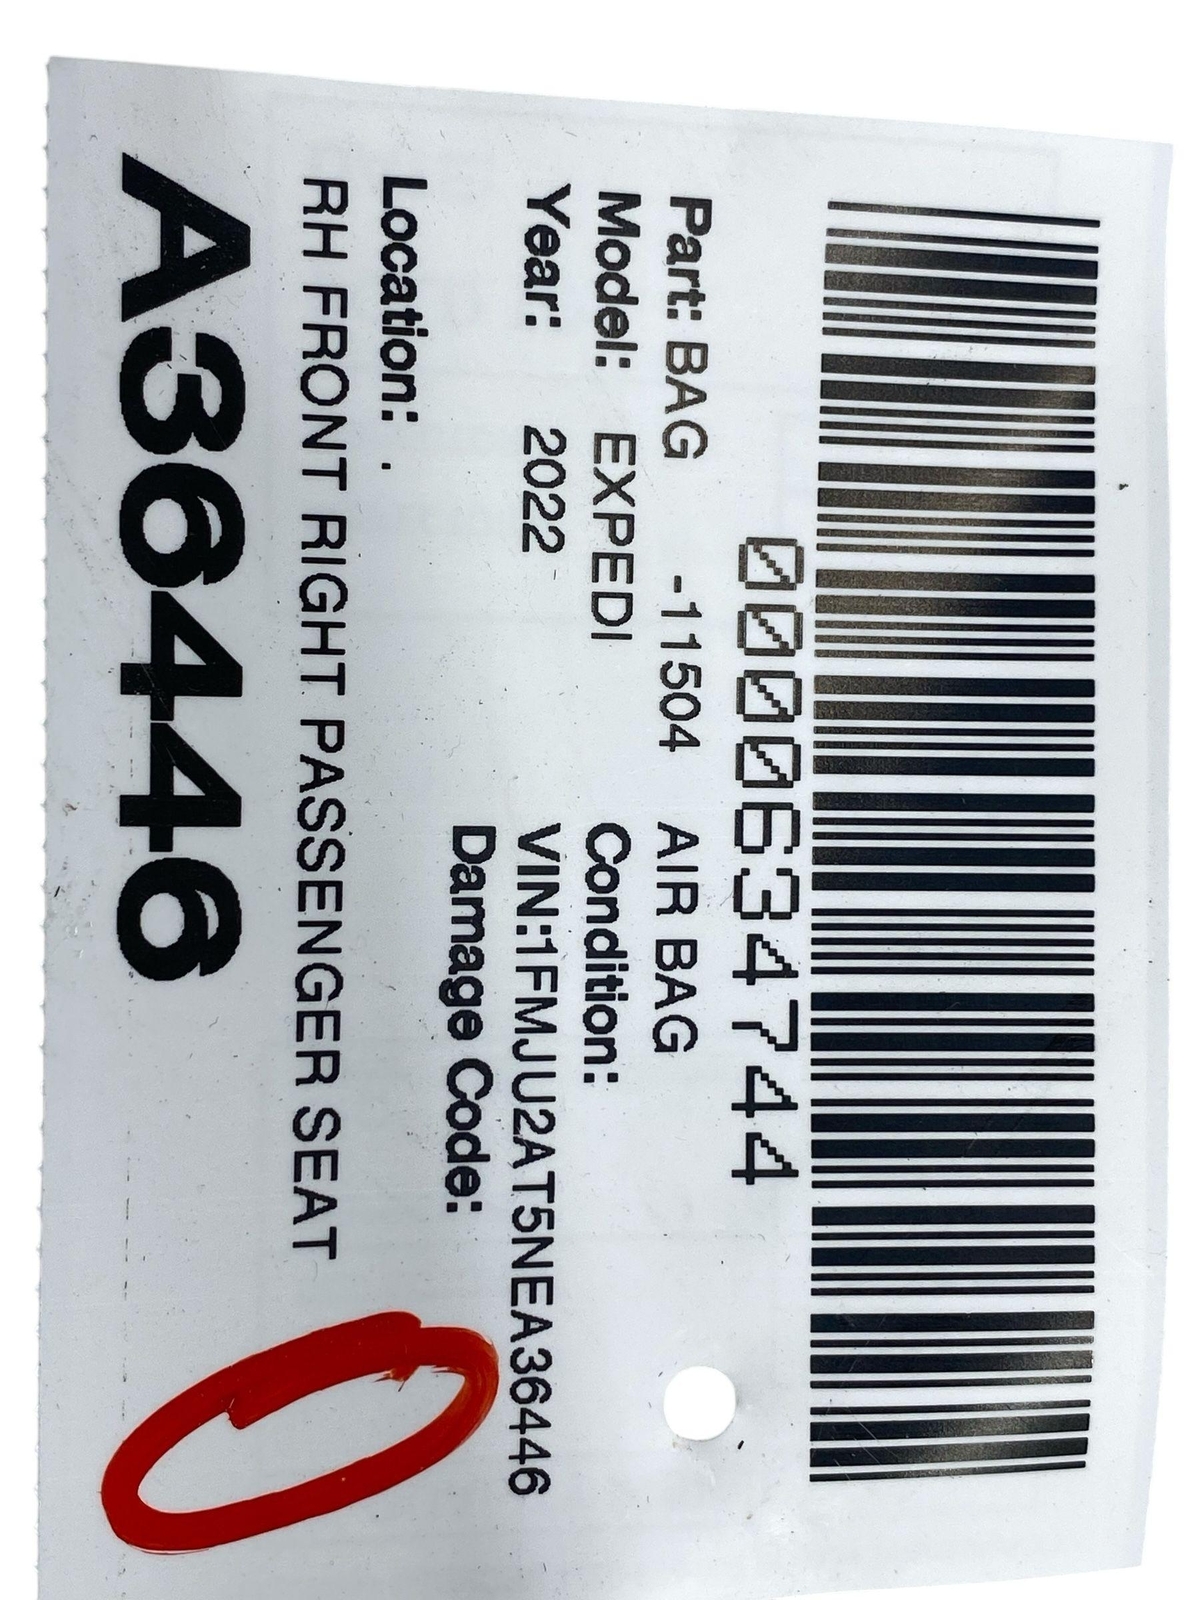 0000634744
Part: BAG -11504 AIR BAG
Model: EXPEDI Condition:
Year: 2022 VIN:1FMJU2AT5NEA36446
Damage Code:
Location: .
RH FRONT RIGHT PASSENGER SEAT
A36446